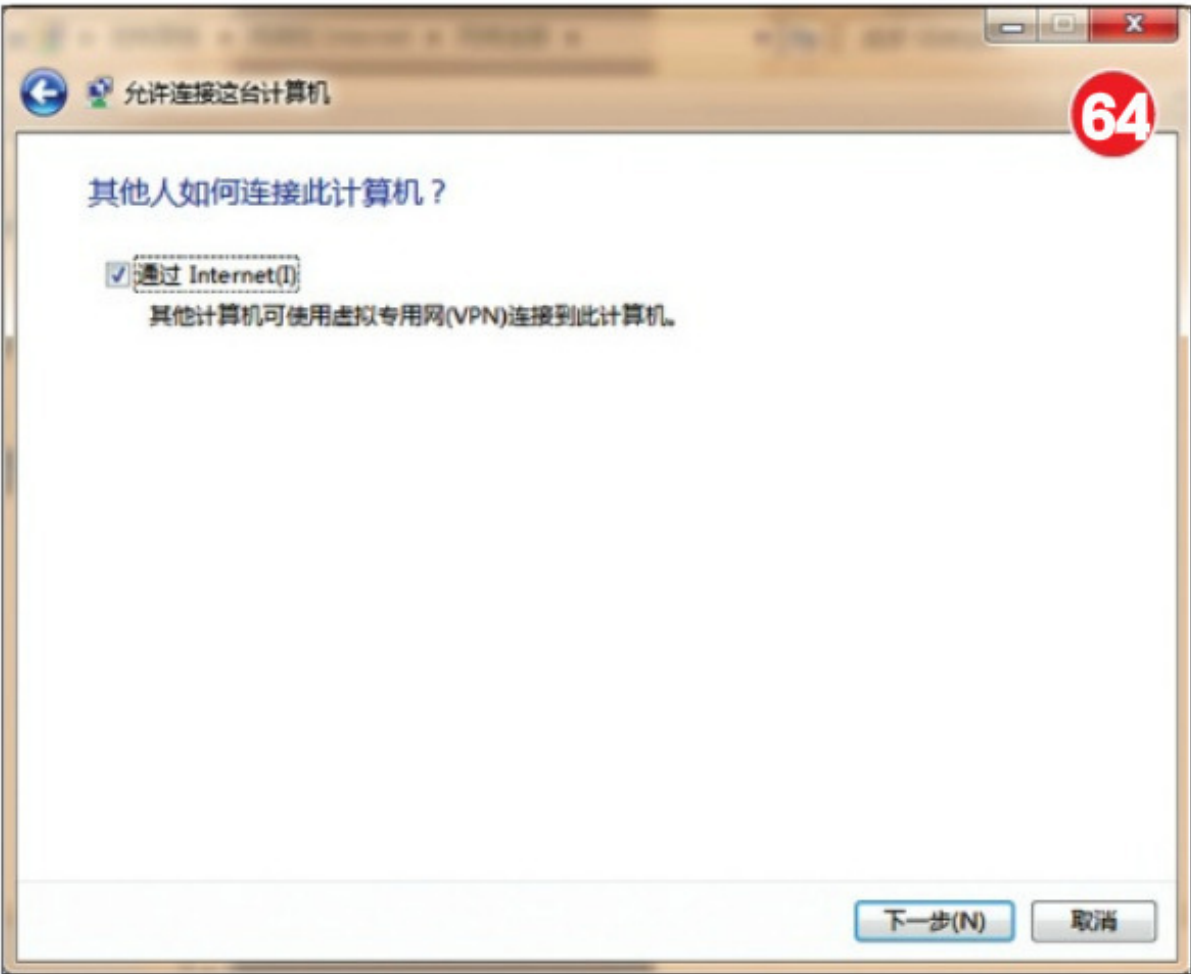 允许连接这台计算机
64
其他人如何连接此计算机？
通过 Internet(I)
其他计算机可使用虚拟专用网(VPN)连接到此计算机。
下一步(N)
取消